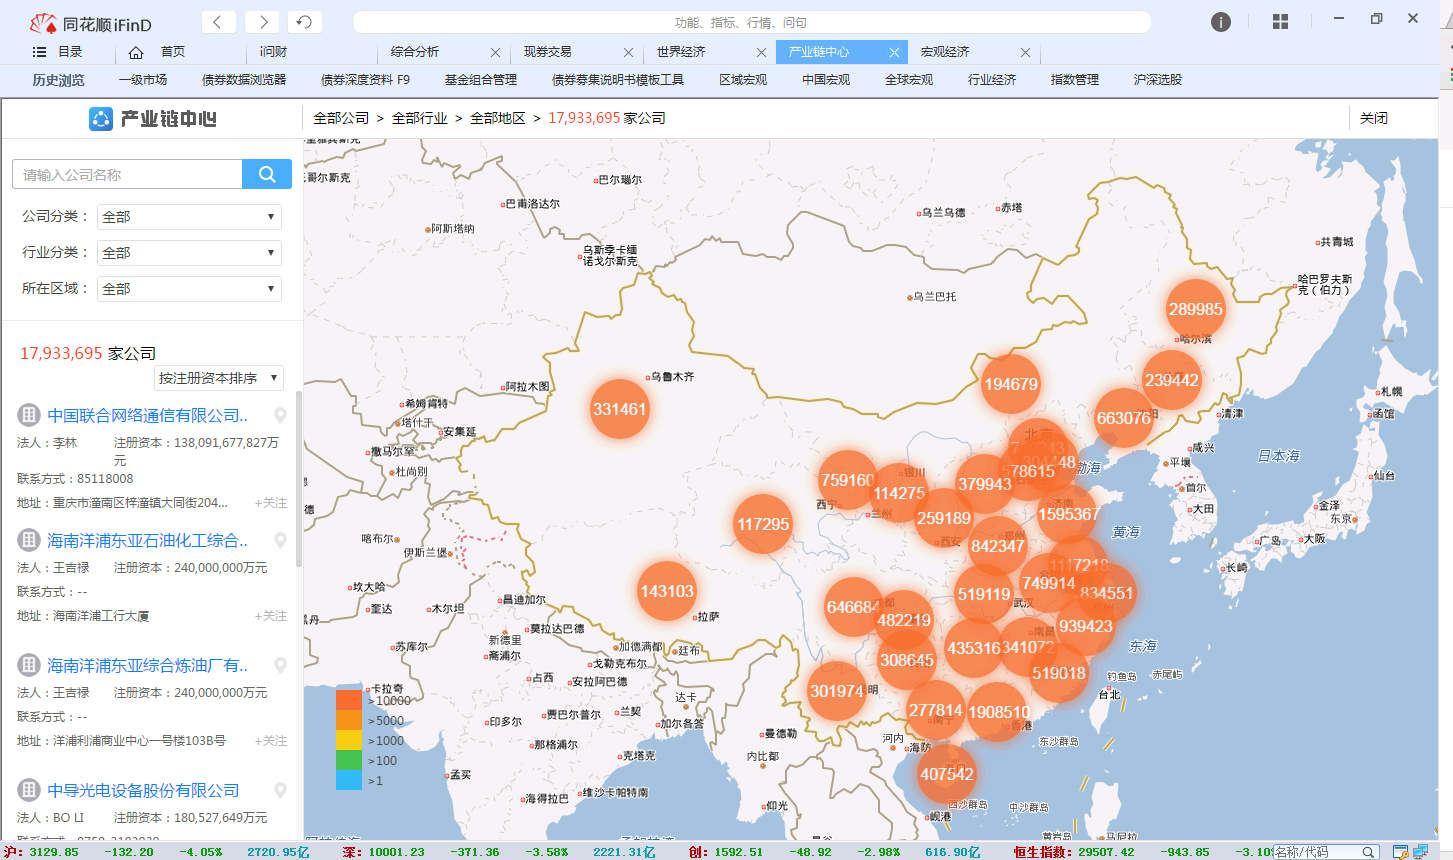 同花顺 iFinD
功能、指标、行情、问句
目录 首页 i问财 综合分析 现券交易 世界经济 产业链中心 宏观经济
历史浏览 一级市场 债券数据浏览器 债券深度资料 F9 基金组合管理 债券募集说明书模板工具 区域宏观 中国宏观 全球宏观 行业经济 指数管理 沪深选股
产业链中心
全部公司 > 全部行业 > 全部地区 > 17,933,695 家公司
关闭
请输入公司名称
公司分类： 全部
行业分类： 全部
所在区域： 全部
17,933,695 家公司
按注册资本排序
中国联合网络通信有限公司..
法人：李林 注册资本：138,091,677,827万
元
联系方式：85118008
地址：重庆市潼南区梓潼镇大同街204... +关注
海南洋浦东亚石油化工综合..
法人：王吉禄 注册资本：240,000,000万元
联系方式：--
地址：海南洋浦工行大厦 +关注
海南洋浦东亚综合炼油厂有..
法人：王吉禄 注册资本：240,000,000万元
联系方式：--
地址：洋浦利浦商业中心一号楼103B号 +关注
中导光电设备股份有限公司
法人：BO LI 注册资本：180,527,649万元
哥尔斯克
巴尔瑙尔
巴甫洛达尔
阿斯塔纳
乌兰乌德
赤塔
乌斯季卡缅
诺戈尔斯克
共青城
哈巴罗夫斯
克（伯力）
乌兰巴托
289985
哈尔滨
239442
194679
乌鲁木齐
阿拉木图
331461
663076
阳
清津
札幌
函馆
希姆肯特
塔什干
安集延
撒马尔罕
杜尚别
北京
304448
578615
渤海
咸兴
平壤
日本海
首尔
仙台
759160
银川
114275
379943
西宁
兰州
济南
1595367
大田
金泽
东京
117295
259189
西安
郑州
842347
黄海
广岛
大阪
喀布尔
伊斯兰堡
1117218
长崎
坎大哈
143103
749914
834551
奎达
木尔坦
昌迪加尔
拉萨
646684
成都
482219
519119
武汉
939423
新德里
莫拉达巴德
斋浦尔
苏库尔
加德满都
廷布
戈勒克布尔
308645
435316
南昌
341072
东海
519018
钓鱼岛
赤尾屿
台北
占西
安拉阿巴德
卡拉奇
达卡
301974
明
277814
南宁
1908510
香港
>10000
>5000
>1000
>100
>1
印多尔
贾巴尔普尔
兰契
加尔各答
曼德勒
河内
海防
东沙群岛
那格浦尔
克塔克
内比都
孟买
407542
海得拉巴
维沙卡帕特南
仰光
西沙群岛
中沙群岛
岘港
黄岩岛
马尼拉
沪： 3129.85 -132.20 -4.05% 2720.95亿 深： 10001.23 -371.36 -3.58% 2221.31亿 创： 1592.51 -48.92 -2.98% 616.90亿 恒生指数： 29507.42 -943.85 名称/代码